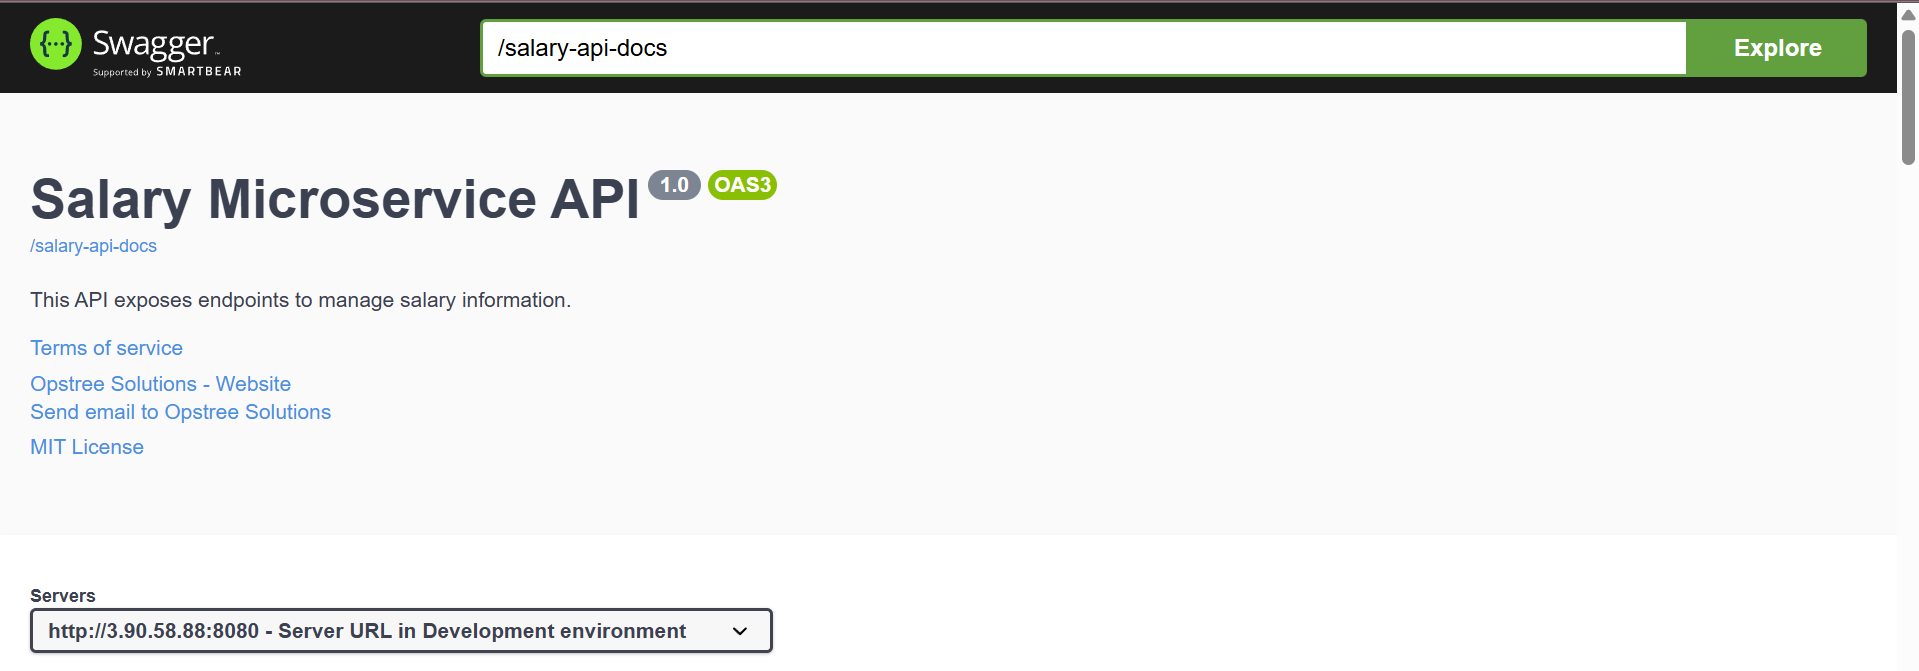 {···} Swagger™
Supported by SMARTBEAR
/salary-api-docs
Explore
Salary Microservice API 1.0 OAS3
/salary-api-docs
This API exposes endpoints to manage salary information.
Terms of service
Opstree Solutions - Website
Send email to Opstree Solutions
MIT License
Servers
http://3.90.58.88:8080 - Server URL in Development environment